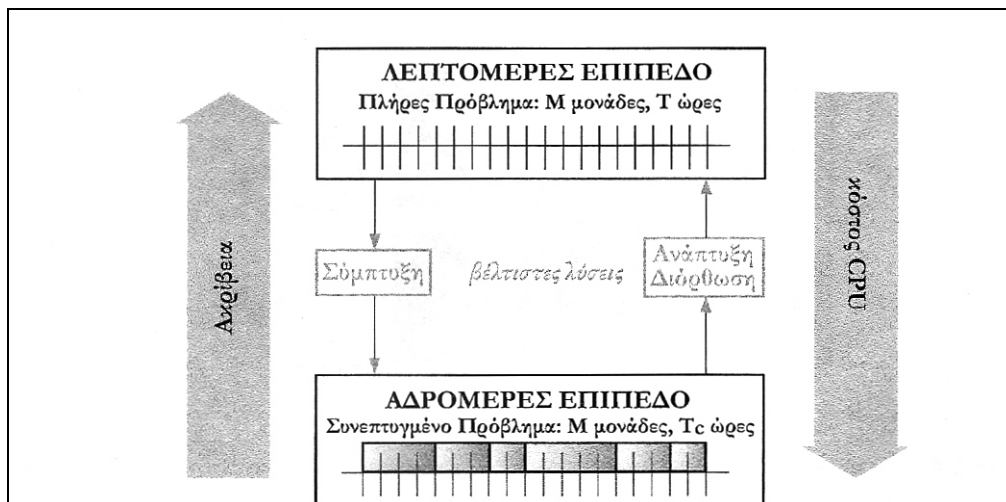 ΛΕΠΤΟΜΕΡΕΣ ΕΠΙΠΕΔΟ
Πλήρες Πρόβλημα: Μ μονάδες, Τ ώρες
Ακρίβεια
Σύμπτυξη
βέλτιστες λύσεις
Ανάπτυξη
Διόρθωση
κόστος CPU
ΑΔΡΟΜΕΡΕΣ ΕΠΙΠΕΔΟ
Συνεπτυγμένο Πρόβλημα: Μ μονάδες, Tc ώρες